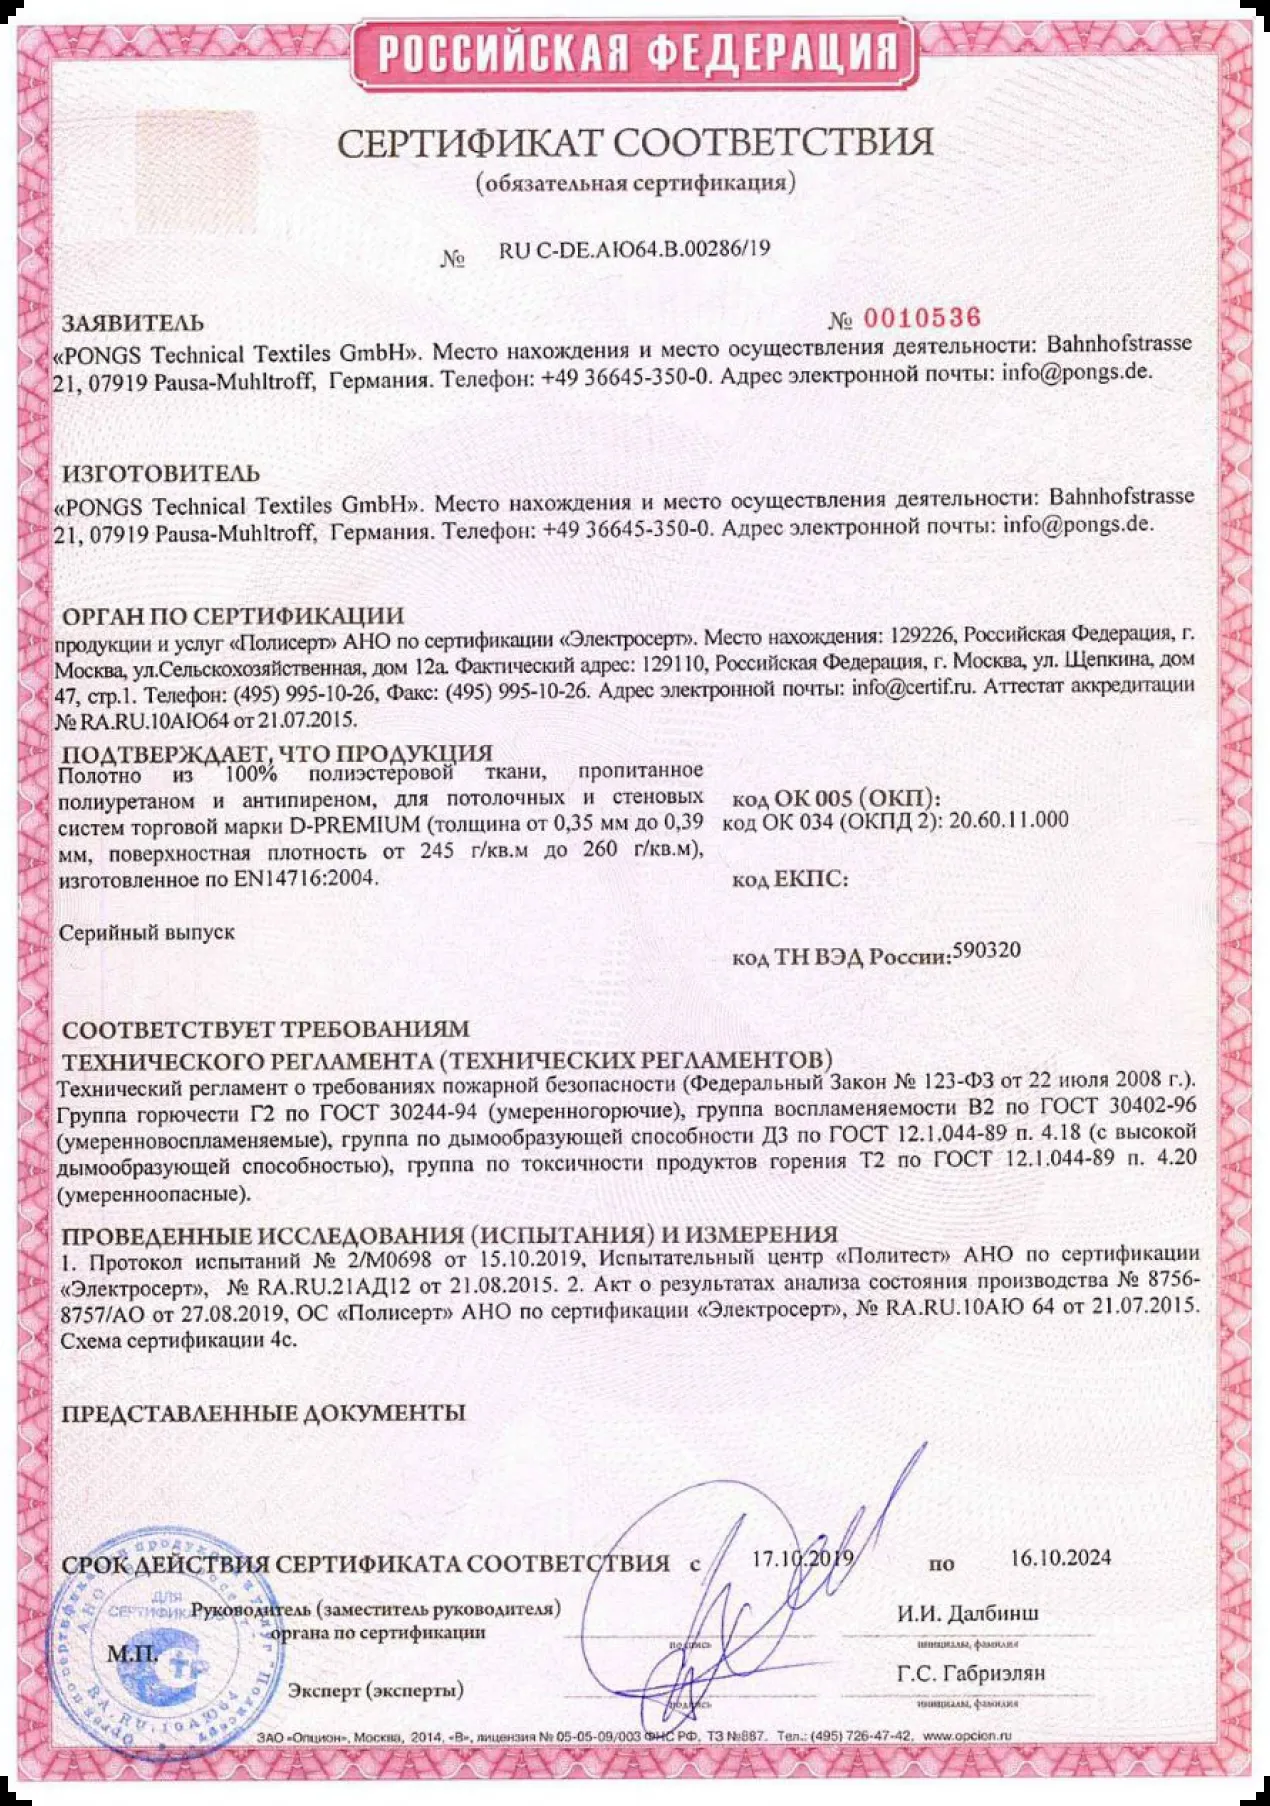 РОССИЙСКАЯ ФЕДЕРАЦИЯ
СЕРТИФИКАТ СООТВЕТСТВИЯ
(обязательная сертификация)
№ RU C-DE.АЮ64.В.00286/19
ЗАЯВИТЕЛЬ
№ 0010536
«PONGS Technical Textiles GmbH». Место нахождения и место осуществления деятельности: Bahnhofstrasse
21, 07919 Pausa-Muhltroff, Германия. Телефон: +49 36645-350-0. Адрес электронной почты: info@pongs.de.
ИЗГОТОВИТЕЛЬ
«PONGS Technical Textiles GmbH». Место нахождения и место осуществления деятельности: Bahnhofstrasse
21, 07919 Pausa-Muhltroff, Германия. Телефон: +49 36645-350-0. Адрес электронной почты: info@pongs.de.
ОРГАН ПО СЕРТИФИКАЦИИ
продукции и услуг «Полисерт» АНО по сертификации «Электросерт». Место нахождения: 129226, Российская Федерация, г.
Москва, ул.Сельскохозяйственная, дом 12а. Фактический адрес: 129110, Российская Федерация, г. Москва, ул. Щепкина, дом
47, стр.1. Телефон: (495) 995-10-26, Факс: (495) 995-10-26. Адрес электронной почты: info@certif.ru. Аттестат аккредитации
№ RA.RU.10АЮ64 от 21.07.2015.
ПОДТВЕРЖДАЕТ, ЧТО ПРОДУКЦИЯ
Полотно из 100% полиэстеровой ткани, пропитанное
полиуретаном и антипиреном, для потолочных и стеновых
систем торговой марки D-PREMIUM (толщина от 0,35 мм до 0,39
мм, поверхностная плотность от 245 г/кв.м до 260 г/кв.м),
изготовленное по EN14716:2004.
Серийный выпуск
код ОК 005 (ОКП):
код ОК 034 (ОКПД 2): 20.60.11.000
код ЕКПС:
код ТН ВЭД России:590320
СООТВЕТСТВУЕТ ТРЕБОВАНИЯМ
ТЕХНИЧЕСКОГО РЕГЛАМЕНТА (ТЕХНИЧЕСКИХ РЕГЛАМЕНТОВ)
Технический регламент о требованиях пожарной безопасности (Федеральный Закон № 123-ФЗ от 22 июля 2008 г.).
Группа горючести Г2 по ГОСТ 30244-94 (умеренногорючие), группа воспламеняемости В2 по ГОСТ 30402-96
(умеренновоспламеняемые), группа по дымообразующей способности Д3 по ГОСТ 12.1.044-89 п. 4.18 (с высокой
дымообразующей способностью), группа по токсичности продуктов горения Т2 по ГОСТ 12.1.044-89 п. 4.20
(умеренноопасные).
ПРОВЕДЕННЫЕ ИССЛЕДОВАНИЯ (ИСПЫТАНИЯ) И ИЗМЕРЕНИЯ
1. Протокол испытаний № 2/М0698 от 15.10.2019, Испытательный центр «Политест» АНО по сертификации
«Электросерт», № RA.RU.21АД12 от 21.08.2015. 2. Акт о результатах анализа состояния производства № 8756-
8757/АО от 27.08.2019, ОС «Полисерт» АНО по сертификации «Электросерт», № RA.RU.10АЮ 64 от 21.07.2015.
Схема сертификации 4с.
ПРЕДСТАВЛЕННЫЕ ДОКУМЕНТЫ
СРОК ДЕЙСТВИЯ СЕРТИФИКАТА СООТВЕТСТВИЯ с 17.10.2019 по 16.10.2024
Руководитель (заместитель руководителя)
органа по сертификации
подпись
И.И. Далбинш
инициалы, фамилия
М.П.
Эксперт (эксперты)
подпись
Г.С. Габриэлян
инициалы, фамилия
ДЛЯ
СЕРТИФИКАТОВ
ЗАО «Опцион», Москва, 2014, «В», лицензия № 05-05-09/003 ФНС РФ, ТЗ №887. Тел.: (495) 726-47-42, www.opcion.ru